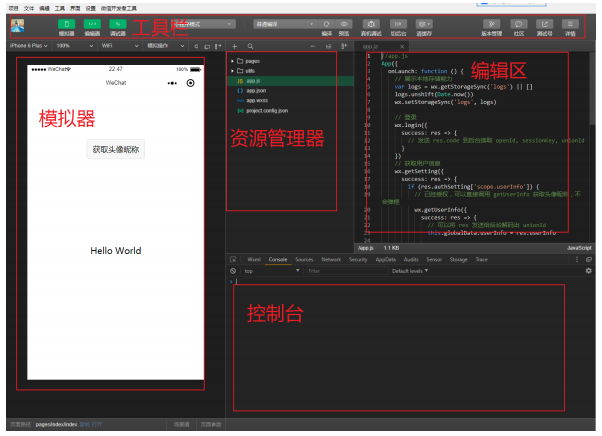 项目 文件 编辑 工具 界面 设置 微信开发者工具
工具栏
模拟器 编辑器 调试器
普通编译
编译 预览 真机调试 切后台 清缓存
版本管理 社区 测试号 详情
iPhone 6 Plus 100% WiFi 模拟操作
app.js
WeChat 22:47 100%
WeChat
获取头像昵称
Hello World
模拟器
资源管理器
pages
utils
app.js
app.json
app.wxss
project.config.json
编辑区
1 //app.js
2 App({
3 onLaunch: function () {
4 // 展示本地存储能力
5 var logs = wx.getStorageSync('logs') || []
6 logs.unshift(Date.now())
7 wx.setStorageSync('logs', logs)
8
9 // 登录
10 wx.login({
11 success: res => {
12 // 发送 res.code 到后台换取 openId, sessionKey, unionId
13 }
14 })
15 // 获取用户信息
16 wx.getSetting({
17 success: res => {
18 if (res.authSetting['scope.userInfo']) {
19 // 已经授权，可以直接调用 getUserInfo 获取头像昵称，不
会弹框
20 wx.getUserInfo({
21 success: res => {
22 // 可以将 res 发送给后台解码出 unionId
23 this.globalData.userInfo = res.userInfo
24
/app.js 1.1 KB JavaScript
Wxml Console Sources Network Security AppData Audits Sensor Storage Trace
top Filter Default levels
控制台
页面路径 pages/index/index 复制 打开 场景值 页面参数